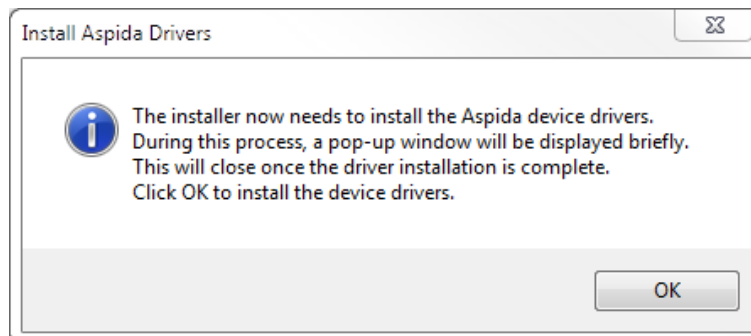 Install Aspida Drivers
The installer now needs to install the Aspida device drivers.
During this process, a pop-up window will be displayed briefly.
This will close once the driver installation is complete.
Click OK to install the device drivers.
OK